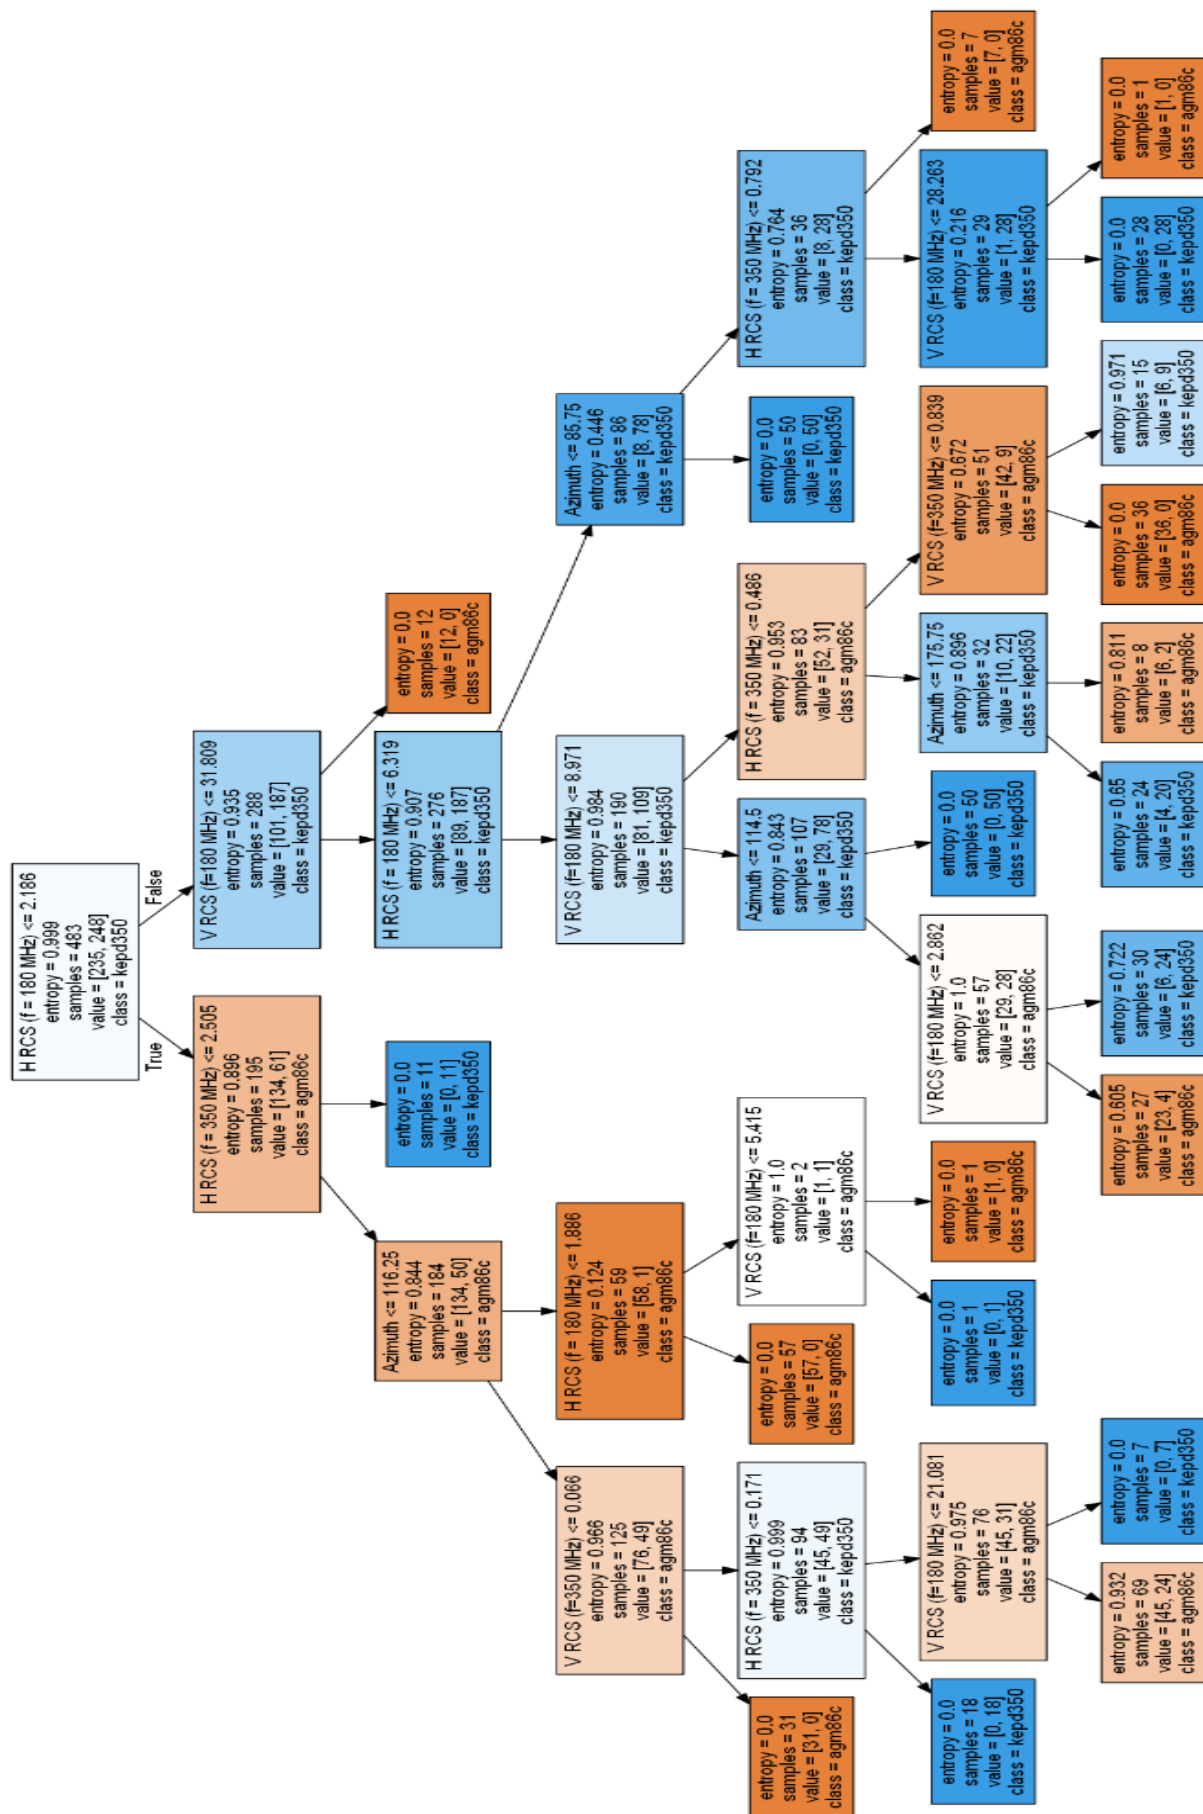 H RCS (f = 180 MHz) <= 2.186
entropy = 0.999
samples = 483
value = [235, 248]
class = kepd350
True
False
H RCS (f = 350 MHz) <= 2.505
entropy = 0.896
samples = 195
value = [134, 61]
class = agm86c
V RCS (f=180 MHz) <= 31.809
entropy = 0.935
samples = 288
value = [101, 187]
class = kepd350
Azimuth <= 116.25
entropy = 0.844
samples = 184
value = [134, 50]
class = agm86c
entropy = 0.0
samples = 11
value = [0, 11]
class = kepd350
H RCS (f = 180 MHz) <= 6.319
entropy = 0.907
samples = 276
value = [89, 187]
class = kepd350
entropy = 0.0
samples = 12
value = [12, 0]
class = agm86c
V RCS (f=350 MHz) <= 0.066
entropy = 0.966
samples = 125
value = [76, 49]
class = agm86c
H RCS (f = 180 MHz) <= 1.886
entropy = 0.124
samples = 59
value = [58, 1]
class = agm86c
V RCS (f=180 MHz) <= 8.971
entropy = 0.984
samples = 190
value = [81, 109]
class = kepd350
Azimuth <= 85.75
entropy = 0.446
samples = 86
value = [8, 78]
class = kepd350
entropy = 0.0
samples = 31
value = [31, 0]
class = agm86c
H RCS (f = 350 MHz) <= 0.171
entropy = 0.999
samples = 94
value = [45, 49]
class = kepd350
entropy = 0.0
samples = 57
value = [57, 0]
class = agm86c
V RCS (f=180 MHz) <= 5.415
entropy = 1.0
samples = 2
value = [1, 1]
class = agm86c
Azimuth <= 114.5
entropy = 0.843
samples = 107
value = [29, 78]
class = kepd350
H RCS (f = 350 MHz) <= 0.486
entropy = 0.953
samples = 83
value = [52, 31]
class = agm86c
entropy = 0.0
samples = 50
value = [0, 50]
class = kepd350
H RCS (f = 350 MHz) <= 0.792
entropy = 0.764
samples = 36
value = [8, 28]
class = kepd350
entropy = 0.0
samples = 18
value = [0, 18]
class = kepd350
V RCS (f=180 MHz) <= 21.081
entropy = 0.975
samples = 76
value = [45, 31]
class = agm86c
entropy = 0.0
samples = 1
value = [0, 1]
class = kepd350
entropy = 0.0
samples = 1
value = [1, 0]
class = agm86c
V RCS (f=180 MHz) <= 2.862
entropy = 1.0
samples = 57
value = [29, 28]
class = agm86c
entropy = 0.0
samples = 50
value = [0, 50]
class = kepd350
Azimuth <= 175.75
entropy = 0.896
samples = 32
value = [10, 22]
class = kepd350
V RCS (f=350 MHz) <= 0.839
entropy = 0.672
samples = 51
value = [42, 9]
class = agm86c
V RCS (f=180 MHz) <= 28.263
entropy = 0.216
samples = 29
value = [1, 28]
class = kepd350
entropy = 0.0
samples = 7
value = [7, 0]
class = agm86c
entropy = 0.932
samples = 69
value = [45, 24]
class = agm86c
entropy = 0.0
samples = 7
value = [0, 7]
class = kepd350
entropy = 0.605
samples = 27
value = [23, 4]
class = agm86c
entropy = 0.722
samples = 30
value = [6, 24]
class = kepd350
entropy = 0.65
samples = 24
value = [4, 20]
class = kepd350
entropy = 0.811
samples = 8
value = [6, 2]
class = agm86c
entropy = 0.0
samples = 36
value = [36, 0]
class = agm86c
entropy = 0.971
samples = 15
value = [6, 9]
class = kepd350
entropy = 0.0
samples = 28
value = [0, 28]
class = kepd350
entropy = 0.0
samples = 1
value = [1, 0]
class = agm86c